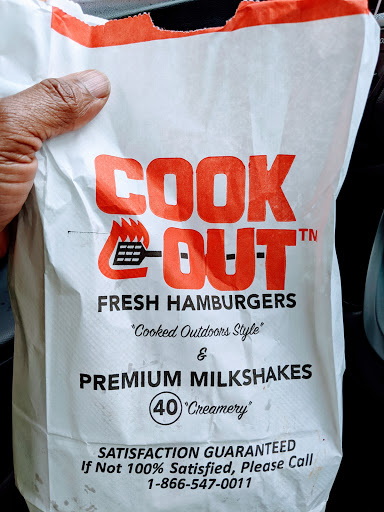 COOK
OUT™
FRESH HAMBURGERS
"Cooked Outdoors Style"
&
PREMIUM MILKSHAKES
40 "Creamery"
SATISFACTION GUARANTEED
If Not 100% Satisfied, Please Call
1-866-547-0011